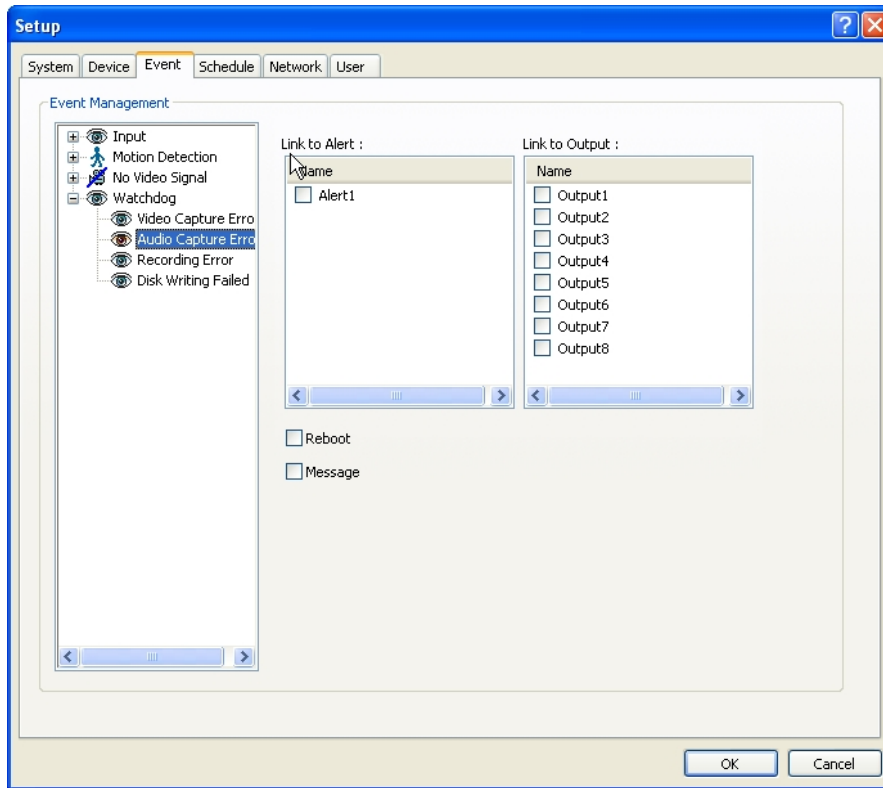 Setup
System Device Event Schedule Network User
Event Management
Input
Motion Detection
No Video Signal
Watchdog
Video Capture Erro
Audio Capture Erro
Recording Error
Disk Writing Failed
Link to Alert :
Name
Alert1
Link to Output :
Name
Output1
Output2
Output3
Output4
Output5
Output6
Output7
Output8
Reboot
Message
OK Cancel